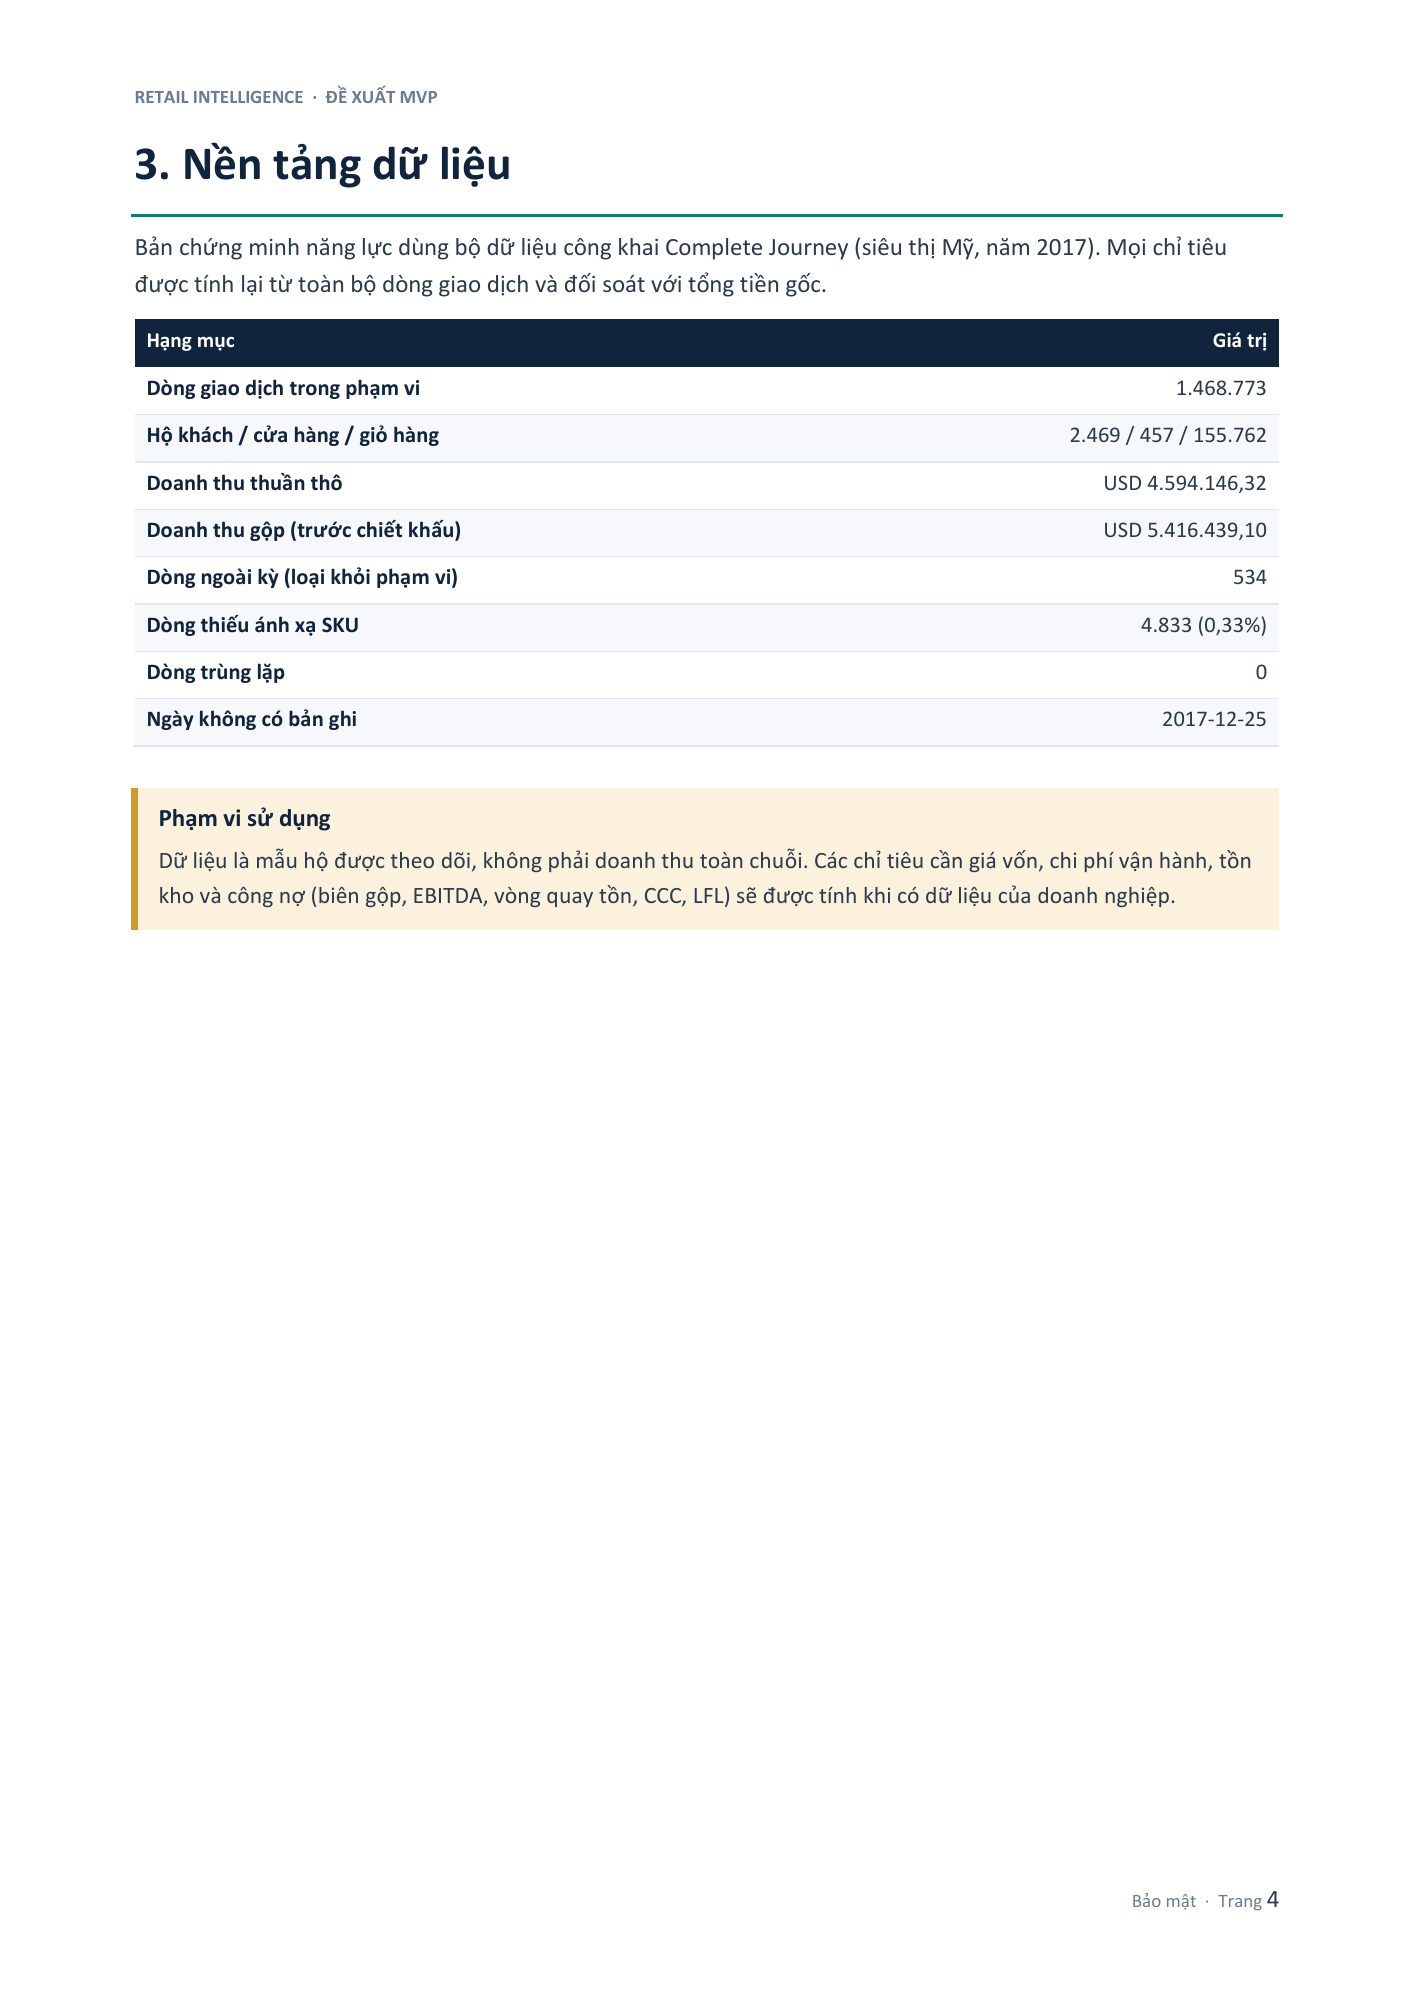 RETAIL INTELLIGENCE · ĐỀ XUẤT MVP
3. Nền tảng dữ liệu
Bản chứng minh năng lực dùng bộ dữ liệu công khai Complete Journey (siêu thị Mỹ, năm 2017). Mọi chỉ tiêu
được tính lại từ toàn bộ dòng giao dịch và đối soát với tổng tiền gốc.
Hạng mục Giá trị
Dòng giao dịch trong phạm vi 1.468.773
Hộ khách / cửa hàng / giỏ hàng 2.469 / 457 / 155.762
Doanh thu thuần thô USD 4.594.146,32
Doanh thu gộp (trước chiết khấu) USD 5.416.439,10
Dòng ngoài kỳ (loại khỏi phạm vi) 534
Dòng thiếu ánh xạ SKU 4.833 (0,33%)
Dòng trùng lặp 0
Ngày không có bản ghi 2017-12-25
Phạm vi sử dụng
Dữ liệu là mẫu hộ được theo dõi, không phải doanh thu toàn chuỗi. Các chỉ tiêu cần giá vốn, chi phí vận hành, tồn
kho và công nợ (biên gộp, EBITDA, vòng quay tồn, CCC, LFL) sẽ được tính khi có dữ liệu của doanh nghiệp.
Bảo mật · Trang 4